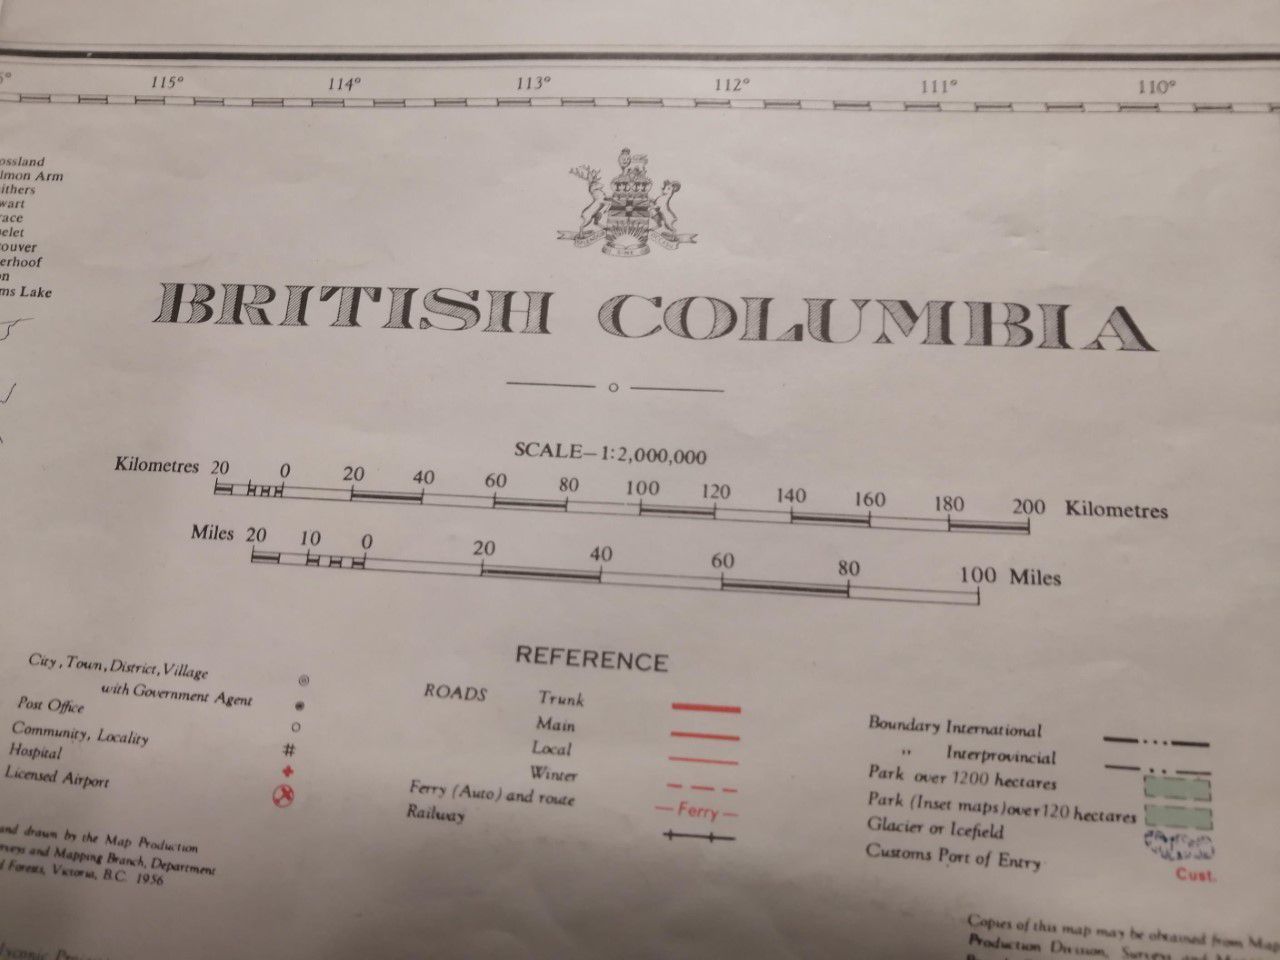 115° 114° 113° 112° 111° 110°
ossland
lmon Arm
ithers
wart
race
elet
ouver
erhoof
on
ms Lake
BRITISH COLUMBIA
SCALE—1:2,000,000
Kilometres 20 0 20 40 60 80 100 120 140 160 180 200 Kilometres
Miles 20 10 0 20 40 60 80 100 Miles
REFERENCE
City, Town, District, Village
with Government Agent
Post Office
Community, Locality
Hospital
Licensed Airport
ROADS Trunk
Main
Local
Winter
Ferry (Auto) and route
—Ferry—
Railway
Boundary International
" Interprovincial
Park over 1200 hectares
Park (Inset maps) over 120 hectares
Glacier or Icefield
Customs Port of Entry
Cust.
and drawn by the Map Production
rveys and Mapping Branch, Department
d Forests, Victoria, B.C. 1956
Copies of this map may be obtained from Map
Production Division, Surveys and